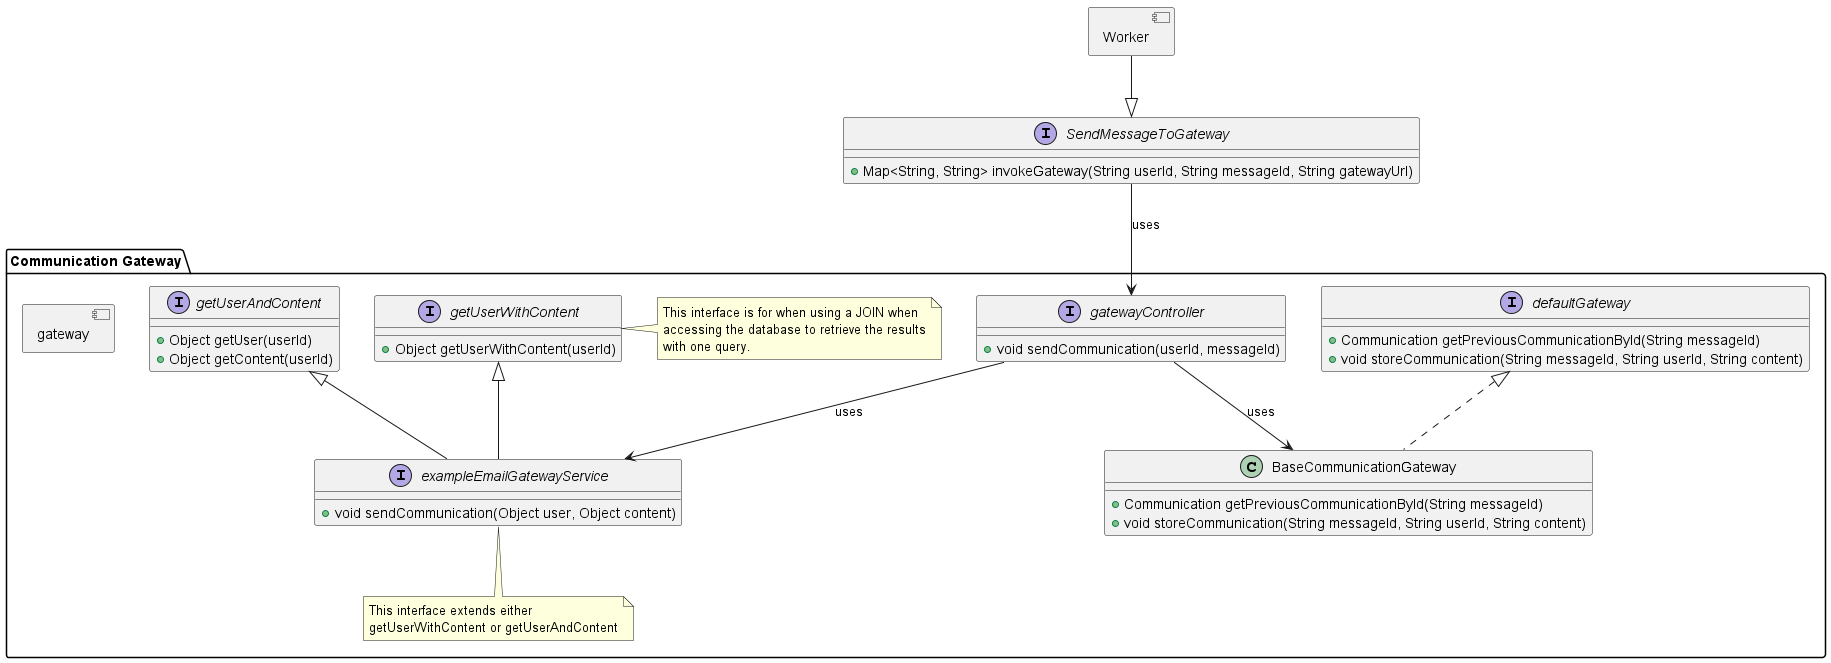 Worker
I SendMessageToGateway
Map<String, String> invokeGateway(String userId, String messageId, String gatewayUrl)
uses
Communication Gateway
gateway
I getUserAndContent
Object getUser(userId)
Object getContent(userId)
I getUserWithContent
Object getUserWithContent(userId)
This interface is for when using a JOIN when
accessing the database to retrieve the results
with one query.
I gatewayController
void sendCommunication(userId, messageId)
I defaultGateway
Communication getPreviousCommunicationById(String messageId)
void storeCommunication(String messageId, String userId, String content)
uses
uses
I exampleEmailGatewayService
void sendCommunication(Object user, Object content)
C BaseCommunicationGateway
Communication getPreviousCommunicationById(String messageId)
void storeCommunication(String messageId, String userId, String content)
This interface extends either
getUserWithContent or getUserAndContent